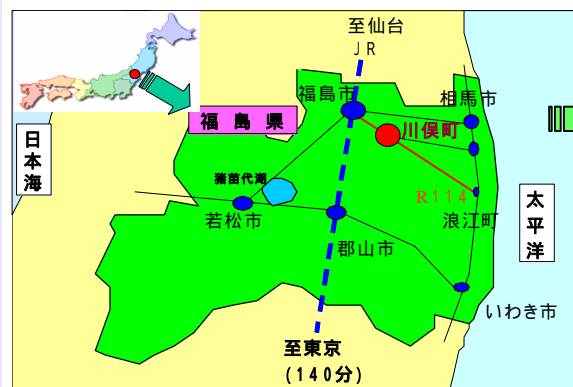 至仙台
JR
福島市
相馬市
福島県
川俣町
日本海
猪苗代湖
R114
若松市
浪江町
太平洋
郡山市
いわき市
至東京
(140分)